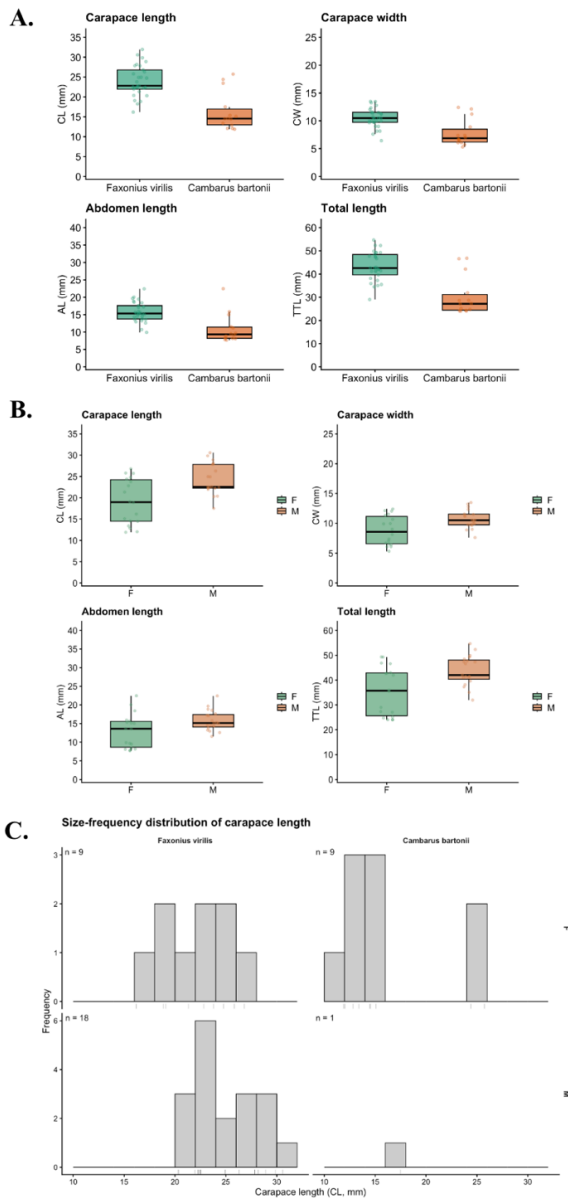 A.
Carapace length
Carapace width
35
30
25
20
15
10
5
0
CL (mm)
Faxonius virilis
Cambarus bartonii
35
30
25
20
15
10
5
0
CW (mm)
Faxonius virilis
Cambarus bartonii
Abdomen length
Total length
40
35
30
25
20
15
10
5
0
AL (mm)
Faxonius virilis
Cambarus bartonii
60
50
40
30
20
10
0
TTL (mm)
Faxonius virilis
Cambarus bartonii
B.
Carapace length
Carapace width
35
30
25
20
15
10
5
0
CL (mm)
F
M
F
M
35
30
25
20
15
10
5
0
CW (mm)
F
M
F
M
Abdomen length
Total length
40
35
30
25
20
15
10
5
0
AL (mm)
F
M
F
M
60
50
40
30
20
10
0
TTL (mm)
F
M
F
M
C.
Size-frequency distribution of carapace length
Faxonius virilis
Cambarus bartonii
n = 9
n = 9
3
2
1
0
F
Frequency
n = 18
n = 1
6
4
2
0
M
10
15
20
25
30
10
15
20
25
30
Carapace length (CL, mm)